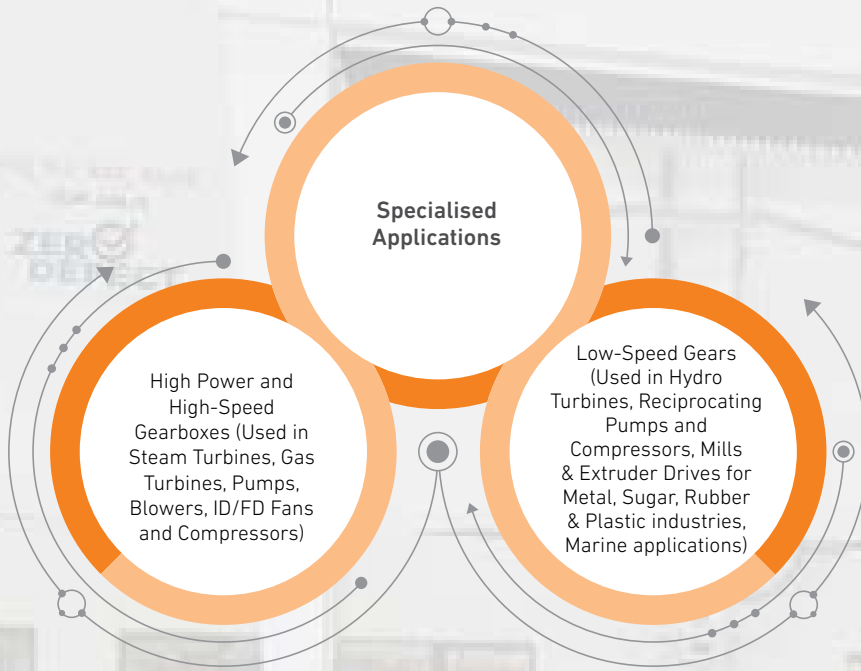 Specialised
Applications
ZERO
DEFECT
High Power and
High-Speed
Gearboxes (Used in
Steam Turbines, Gas
Turbines, Pumps,
Blowers, ID/FD Fans
and Compressors)
Low-Speed Gears
(Used in Hydro
Turbines, Reciprocating
Pumps and
Compressors, Mills
& Extruder Drives for
Metal, Sugar, Rubber
& Plastic industries,
Marine applications)